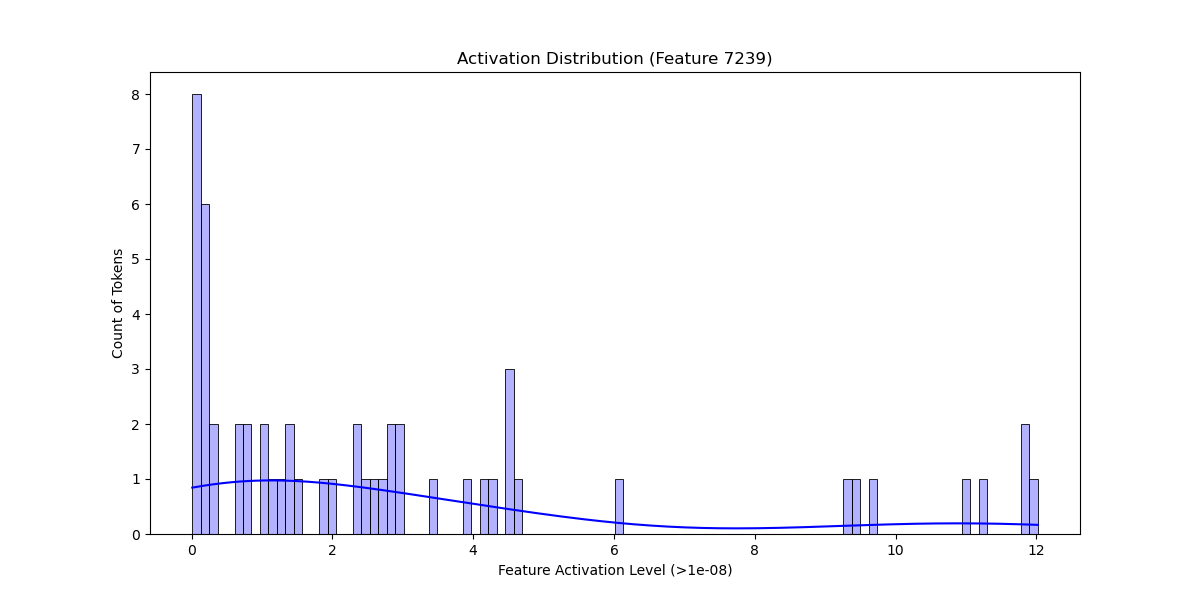 Activation Distribution (Feature 7239)
Count of Tokens
8
7
6
5
4
3
2
1
0
0 2 4 6 8 10 12
Feature Activation Level (>1e-08)